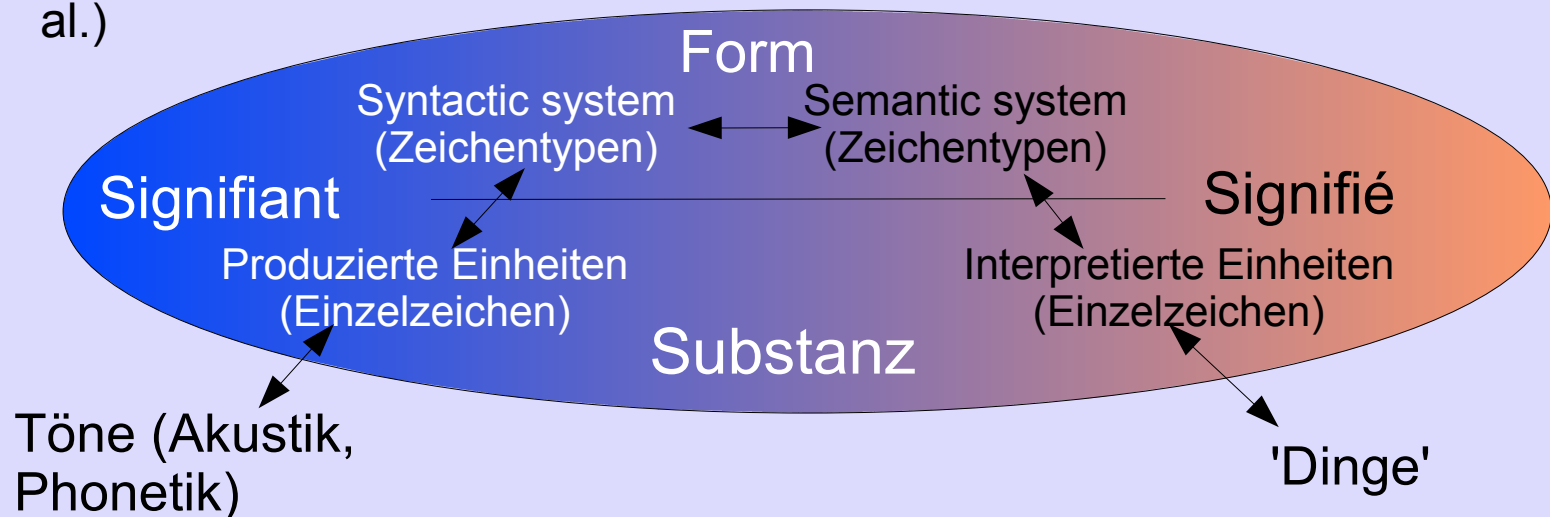 al.)
Form
Syntactic system
(Zeichentypen)
Semantic system
(Zeichentypen)
Signifiant
Signifié
Produzierte Einheiten
(Einzelzeichen)
Interpretierte Einheiten
(Einzelzeichen)
Substanz
Töne (Akustik,
Phonetik)
'Dinge'